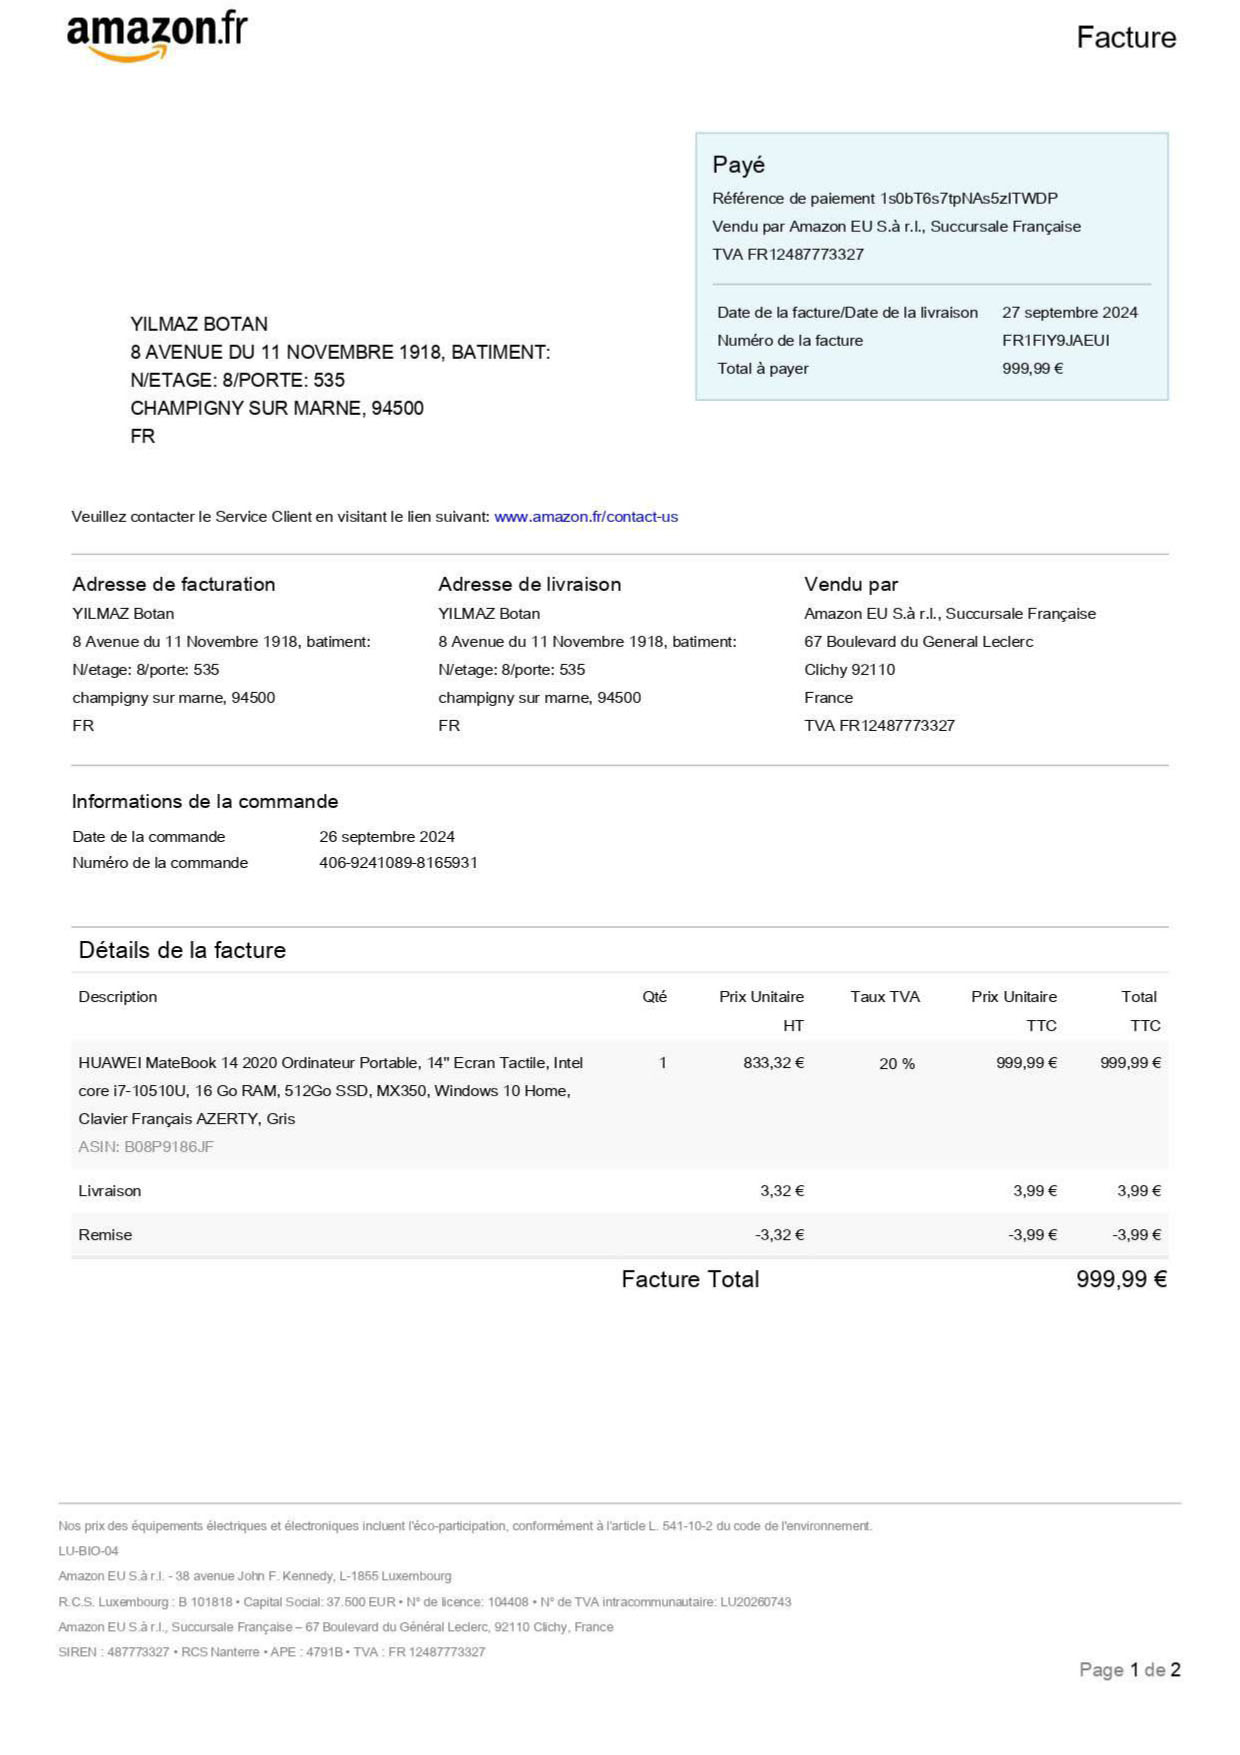 amazon.fr
Facture
Payé
Référence de paiement 1s0bT6s7tpNAs5zITWDP
Vendu par Amazon EU S.à r.l., Succursale Française
TVA FR12487773327
Date de la facture/Date de la livraison 27 septembre 2024
Numéro de la facture FR1FIY9JAEUI
Total à payer 999,99 €
YILMAZ BOTAN
8 AVENUE DU 11 NOVEMBRE 1918, BATIMENT:
N/ETAGE: 8/PORTE: 535
CHAMPIGNY SUR MARNE, 94500
FR
Veuillez contacter le Service Client en visitant le lien suivant: www.amazon.fr/contact-us
Adresse de facturation
YILMAZ Botan
8 Avenue du 11 Novembre 1918, batiment:
N/etage: 8/porte: 535
champigny sur marne, 94500
FR
Adresse de livraison
YILMAZ Botan
8 Avenue du 11 Novembre 1918, batiment:
N/etage: 8/porte: 535
champigny sur marne, 94500
FR
Vendu par
Amazon EU S.à r.l., Succursale Française
67 Boulevard du General Leclerc
Clichy 92110
France
TVA FR12487773327
Informations de la commande
Date de la commande 26 septembre 2024
Numéro de la commande 406-9241089-8165931
Détails de la facture
Description Qté Prix Unitaire Taux TVA Prix Unitaire Total
HT TTC TTC
HUAWEI MateBook 14 2020 Ordinateur Portable, 14" Ecran Tactile, Intel 1 833,32 € 20 % 999,99 € 999,99 €
core i7-10510U, 16 Go RAM, 512Go SSD, MX350, Windows 10 Home,
Clavier Français AZERTY, Gris
ASIN: B08P9186JF
Livraison 3,32 € 3,99 € 3,99 €
Remise -3,32 € -3,99 € -3,99 €
Facture Total 999,99 €
Nos prix des équipements électriques et électroniques incluent l'éco-participation, conformément à l'article L. 541-10-2 du code de l'environnement.
LU-BIO-04
Amazon EU S.à r.l. - 38 avenue John F. Kennedy, L-1855 Luxembourg
R.C.S. Luxembourg : B 101818 • Capital Social: 37.500 EUR • N° de licence: 104408 • N° de TVA intracommunautaire: LU20260743
Amazon EU S.à r.l., Succursale Française – 67 Boulevard du Général Leclerc, 92110 Clichy, France
SIREN : 487773327 • RCS Nanterre • APE : 4791B • TVA : FR 12487773327
Page 1 de 2